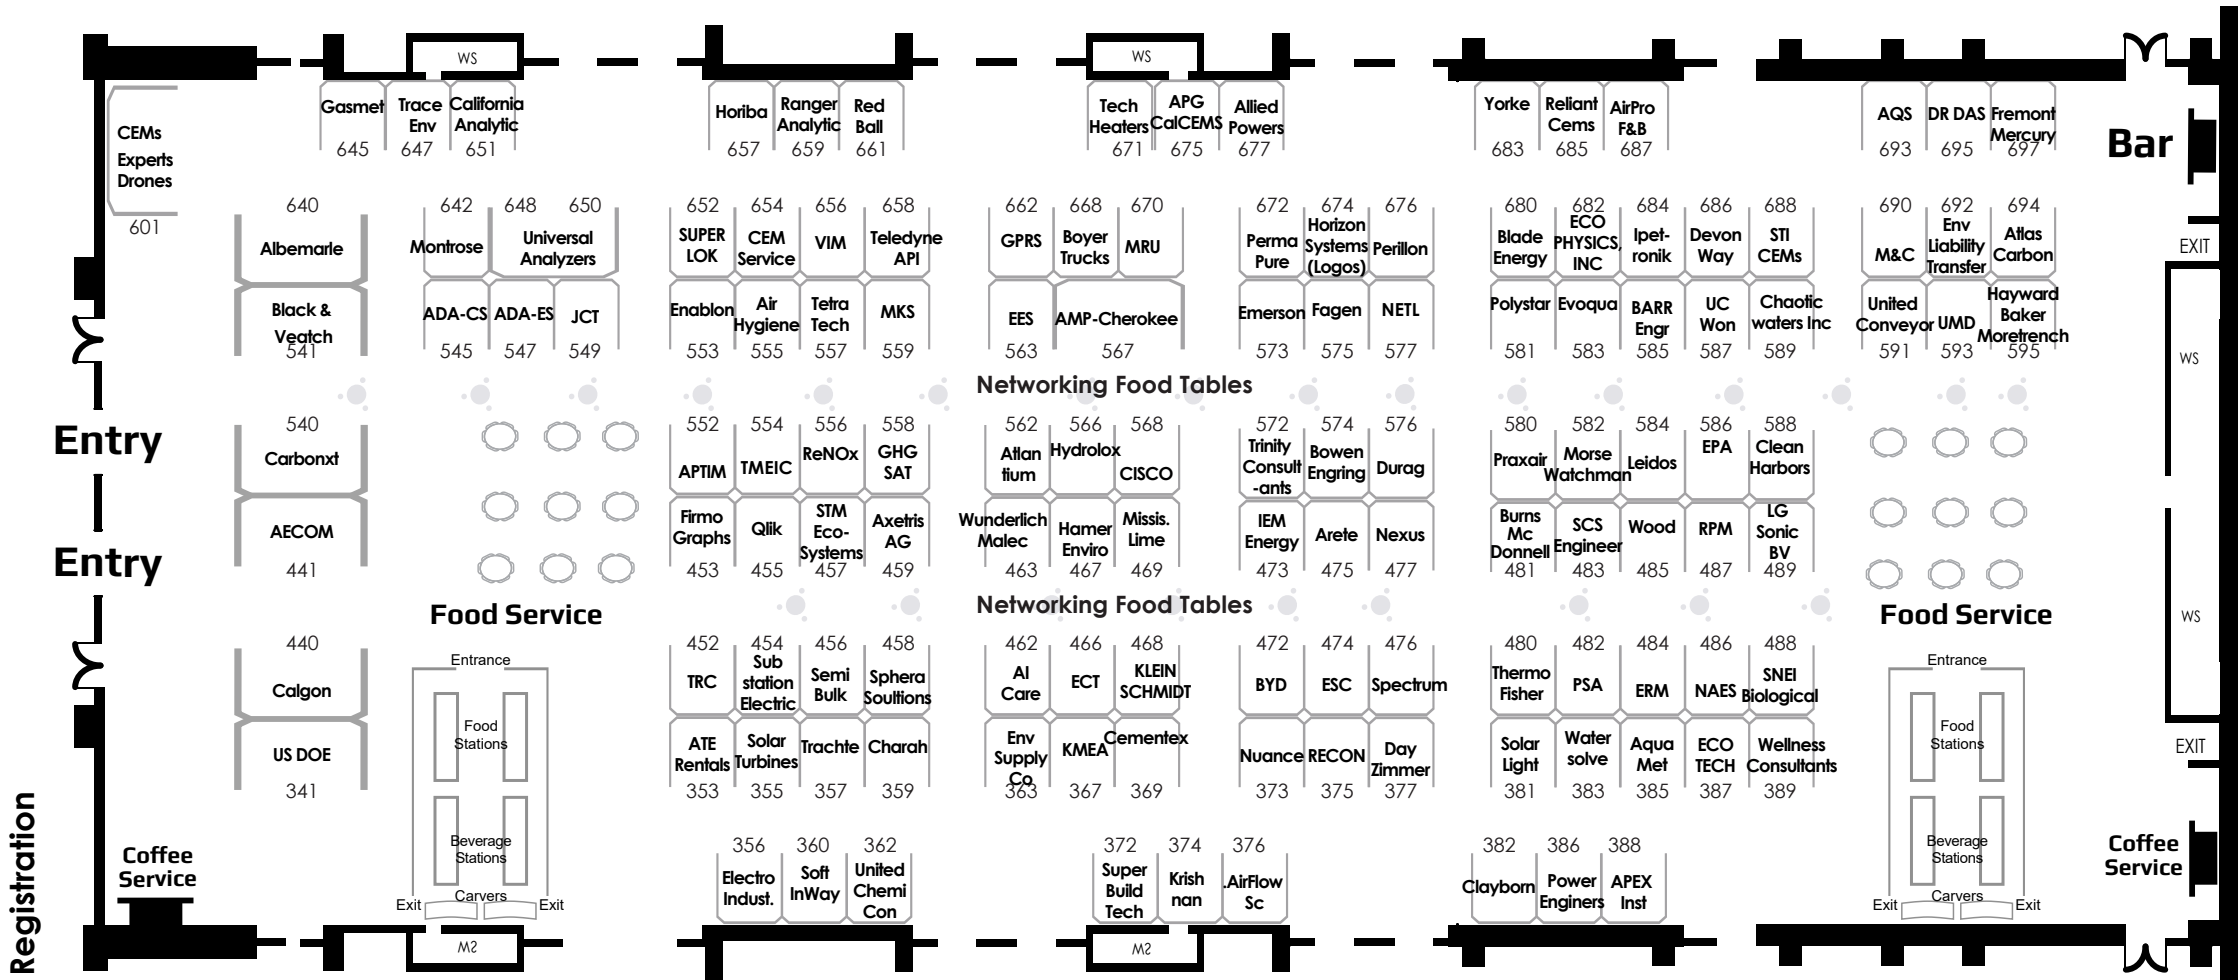 WS
WS
Gasmet
Trace
Env
California
Analytic
645
647
651
Horiba
Ranger
Analytic
Red
Ball
657
659
661
Tech
Heaters
APG
CalCEMS
Allied
Powers
671
675
677
Yorke
Reliant
Cems
AirPro
F&B
683
685
687
AQS
DR DAS
Fremont
Mercury
693
695
697
Bar
CEMs
Experts
Drones
601
640
Albemarle
Black &
Veatch
541
642
648
650
Montrose
Universal
Analyzers
ADA-CS
ADA-ES
JCT
545
547
549
652
654
656
658
SUPER
LOK
CEM
Service
VIM
Teledyne
API
Enablon
Air
Hygiene
Tetra
Tech
MKS
553
555
557
559
662
668
670
GPRS
Boyer
Trucks
MRU
EES
AMP-Cherokee
563
567
672
674
676
Perma
Pure
Horizon
Systems
(Logos)
Perillon
Emerson
Fagen
NETL
573
575
577
680
682
684
686
688
Blade
Energy
ECO
PHYSICS,
INC
Ipet-
ronik
Devon
Way
STI
CEMs
Polystar
Evoqua
BARR
Engr
UC
Won
Chaotic
waters Inc
581
583
585
587
589
690
692
694
M&C
Env
Liability
Transfer
Atlas
Carbon
United
Conveyor
UMD
Hayward
Baker
Moretrench
591
593
595
EXIT
WS
Networking Food Tables
Entry
540
Carbonxt
AECOM
441
552
554
556
558
APTIM
TMEIC
ReNOx
GHG
SAT
Firmo
Graphs
Qlik
STM
Eco-
Systems
Axetris
AG
453
455
457
459
562
566
568
Atlan
tium
Hydrolox
CISCO
Wunderlich
Malec
Hamer
Enviro
Missis.
Lime
463
467
469
572
574
576
Trinity
Consult
-ants
Bowen
Engring
Durag
IEM
Energy
Arete
Nexus
473
475
477
580
582
584
586
588
Praxair
Morse
Watchman
Leidos
EPA
Clean
Harbors
Burns
Mc
Donnell
SCS
Engineer
Wood
RPM
LG
Sonic
BV
481
483
485
487
489
Entry
Food Service
Networking Food Tables
Food Service
WS
440
Calgon
US DOE
341
Entrance
Food
Stations
Beverage
Stations
Carvers
Exit
Exit
452
454
456
458
TRC
Sub
station
Electric
Semi
Bulk
Sphera
Soultions
ATE
Rentals
Solar
Turbines
Trachte
Charah
353
355
357
359
462
466
468
AI
Care
ECT
KLEIN
SCHMIDT
Env
Supply
Co
KMEA
Cementex
363
367
369
472
474
476
BYD
ESC
Spectrum
Nuance
RECON
Day
Zimmer
373
375
377
480
482
484
486
488
Thermo
Fisher
PSA
ERM
NAES
SNEI
Biological
Solar
Light
Water
solve
Aqua
Met
ECO
TECH
Wellness
Consultants
381
383
385
387
389
Entrance
Food
Stations
Beverage
Stations
Carvers
Exit
Exit
EXIT
Registration
Coffee
Service
356
360
362
Electro
Indust.
Soft
InWay
United
Chemi
Con
372
374
376
Super
Build
Tech
Krish
nan
.AirFlow
Sc
382
386
388
Clayborn
Power
Enginers
APEX
Inst
Coffee
Service
WS
WS